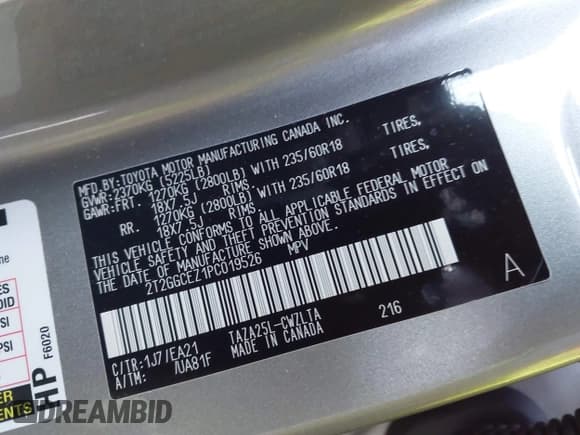 MFD.BY:TOYOTA MOTOR MANUFACTURING CANADA INC.
GVWR:2370KG (5225LB)
GAWR:FRT. 1270KG (2800LB) WITH 235/60R18 TIRES,
18X7.5J RIMS
RR. 1270KG (2800LB) WITH 235/60R18 TIRES,
18X7.5J RIMS
THIS VEHICLE CONFORMS TO ALL APPLICABLE FEDERAL MOTOR
VEHICLE SAFETY AND THEFT PREVENTION STANDARDS IN EFFECT ON
THE DATE OF MANUFACTURE SHOWN ABOVE.
2T2GGCEZ1PC019526 MPV
A
C/TR:1J7/EA21 TAZA25L-CWZLTA 216
A/TM: /UA81F MADE IN CANADA
HP
F6020
DREAMBID